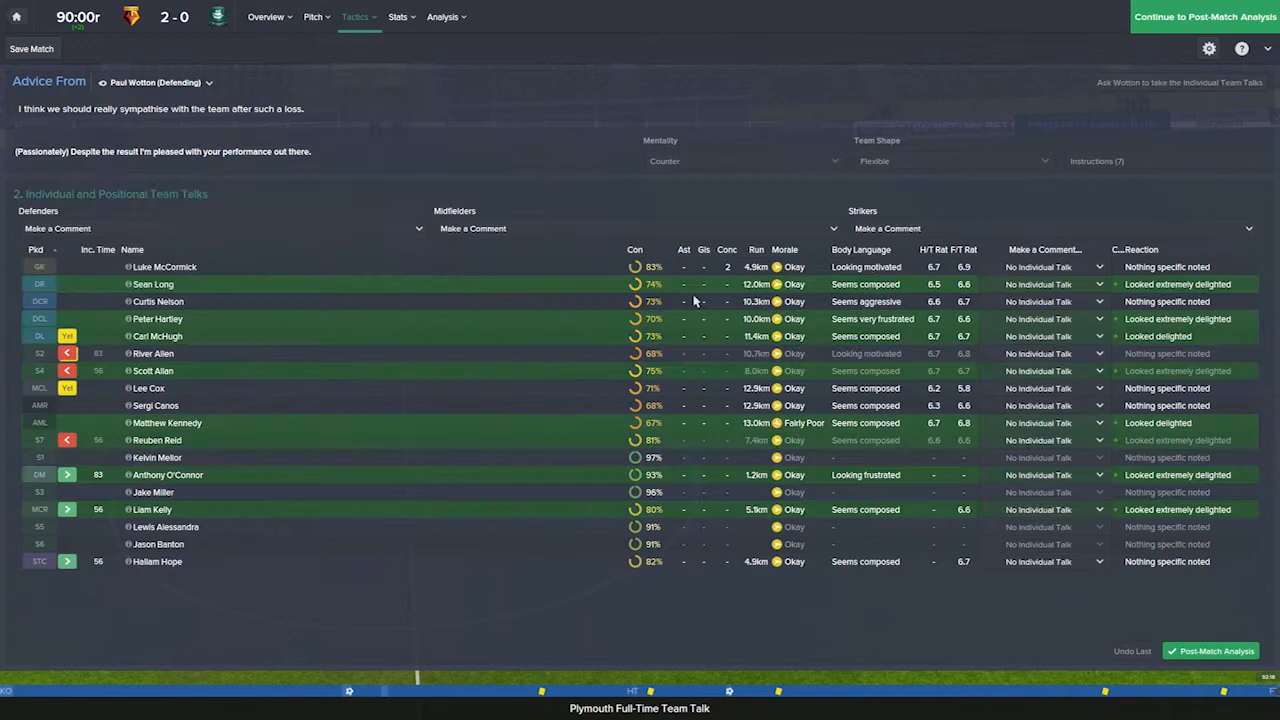 90:00r
(+2)
2 - 0
Overview Pitch Tactics Stats Analysis
Continue to Post-Match Analysis
Save Match
?
Advice From Paul Wotton (Defending)
Ask Wotton to take the Individual Team Talks
I think we should really sympathise with the team after such a loss.
Mentality Team Shape
(Passionately) Despite the result I'm pleased with your performance out there.
Counter Flexible Instructions (7)
2. Individual and Positional Team Talks
Defenders Midfielders Strikers
Make a Comment Make a Comment Make a Comment
Pkd Inc. Time Name Con Ast Gls Conc Run Morale Body Language H/T Rat F/T Rat Make a Comment... C... Reaction
GK Luke McCormick 83% - - 2 4.9km Okay Looking motivated 6.7 6.9 No Individual Talk Nothing specific noted
DR Sean Long 74% - - - 12.0km Okay Seems composed 6.5 6.6 No Individual Talk Looked extremely delighted
DCR Curtis Nelson 73% - - - 10.3km Okay Seems aggressive 6.6 6.7 No Individual Talk Nothing specific noted
DCL Peter Hartley 70% - - - 10.0km Okay Seems very frustrated 6.7 6.6 No Individual Talk Looked extremely delighted
DL Yel Carl McHugh 73% - - - 11.4km Okay Seems composed 6.7 6.7 No Individual Talk Looked delighted
S2 83 River Allen 68% - - - 10.7km Okay Looking motivated 6.7 6.8 No Individual Talk Nothing specific noted
S4 56 Scott Allan 75% - - - 8.0km Okay Seems composed 6.7 6.7 No Individual Talk Looked extremely delighted
MCL Yel Lee Cox 71% - - - 12.9km Okay Seems composed 6.2 5.8 No Individual Talk Nothing specific noted
AMR Sergi Canos 68% - - - 12.9km Okay Seems composed 6.3 6.6 No Individual Talk Nothing specific noted
AML Matthew Kennedy 67% - - - 13.0km Fairly Poor Seems composed 6.7 6.8 No Individual Talk Looked delighted
S7 56 Reuben Reid 81% - - - 7.4km Okay Seems composed 6.6 6.6 No Individual Talk Looked extremely delighted
S1 Kelvin Mellor 97% - - - Okay - - - No Individual Talk Nothing specific noted
DM 83 Anthony O'Connor 93% - - - 1.2km Okay Looking frustrated - - No Individual Talk Looked extremely delighted
S3 Jake Miller 96% - - - Okay - - - No Individual Talk Nothing specific noted
MCR 56 Liam Kelly 80% - - - 5.1km Okay Seems composed - 6.6 No Individual Talk Looked extremely delighted
S5 Lewis Alessandra 91% - - - Okay - - - No Individual Talk Nothing specific noted
S6 Jason Banton 91% - - - Okay - - - No Individual Talk Nothing specific noted
STC 56 Hallam Hope 82% - - - 4.9km Okay Seems composed - 6.7 No Individual Talk Nothing specific noted
Undo Last Post-Match Analysis
KO HT
Plymouth Full-Time Team Talk